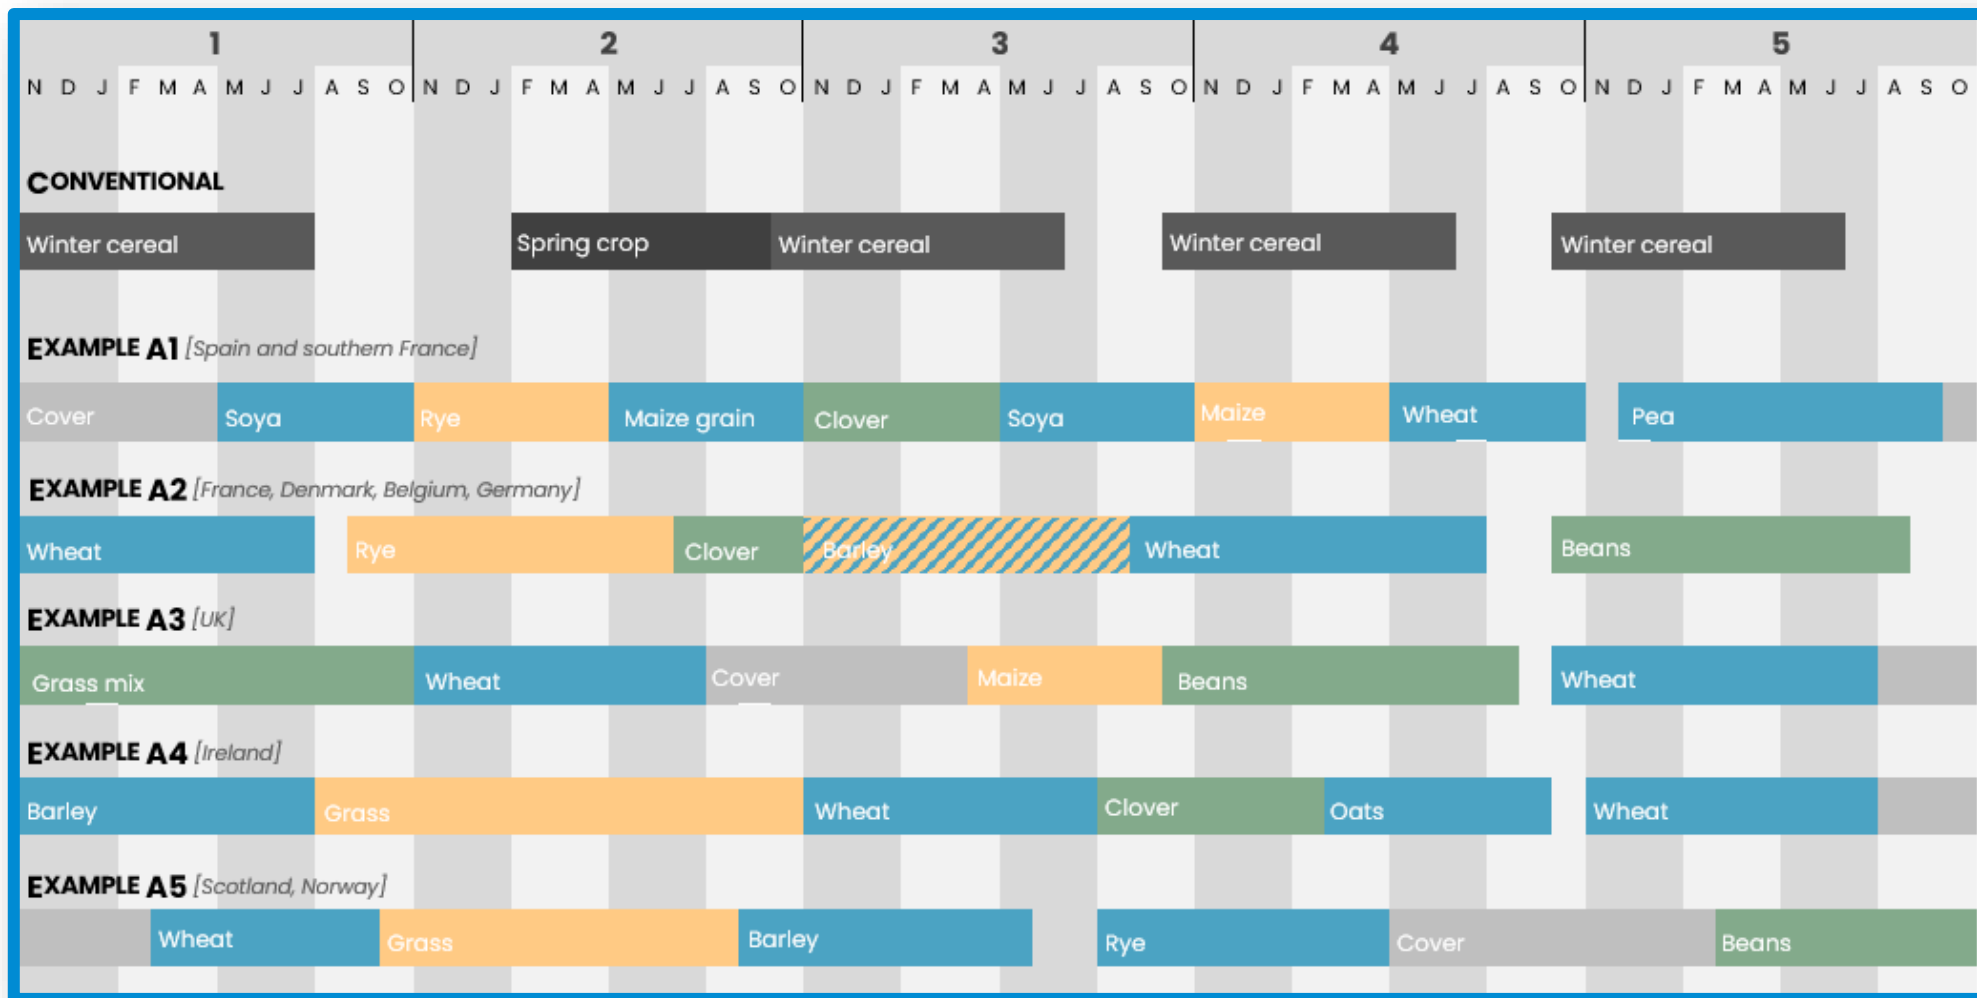 1 2 3 4 5
N D J F M A M J J A S O N D J F M A M J J A S O N D J F M A M J J A S O N D J F M A M J J A S O N D J F M A M J J A S O
CONVENTIONAL
Winter cereal Spring crop Winter cereal Winter cereal Winter cereal
EXAMPLE A1 [Spain and southern France]
Cover Soya Rye Maize grain Clover Soya Maize Wheat Pea
EXAMPLE A2 [France, Denmark, Belgium, Germany]
Wheat Rye Clover Barley Wheat Beans
EXAMPLE A3 [UK]
Grass mix Wheat Cover Maize Beans Wheat
EXAMPLE A4 [Ireland]
Barley Grass Wheat Clover Oats Wheat
EXAMPLE A5 [Scotland, Norway]
Wheat Grass Barley Rye Cover Beans